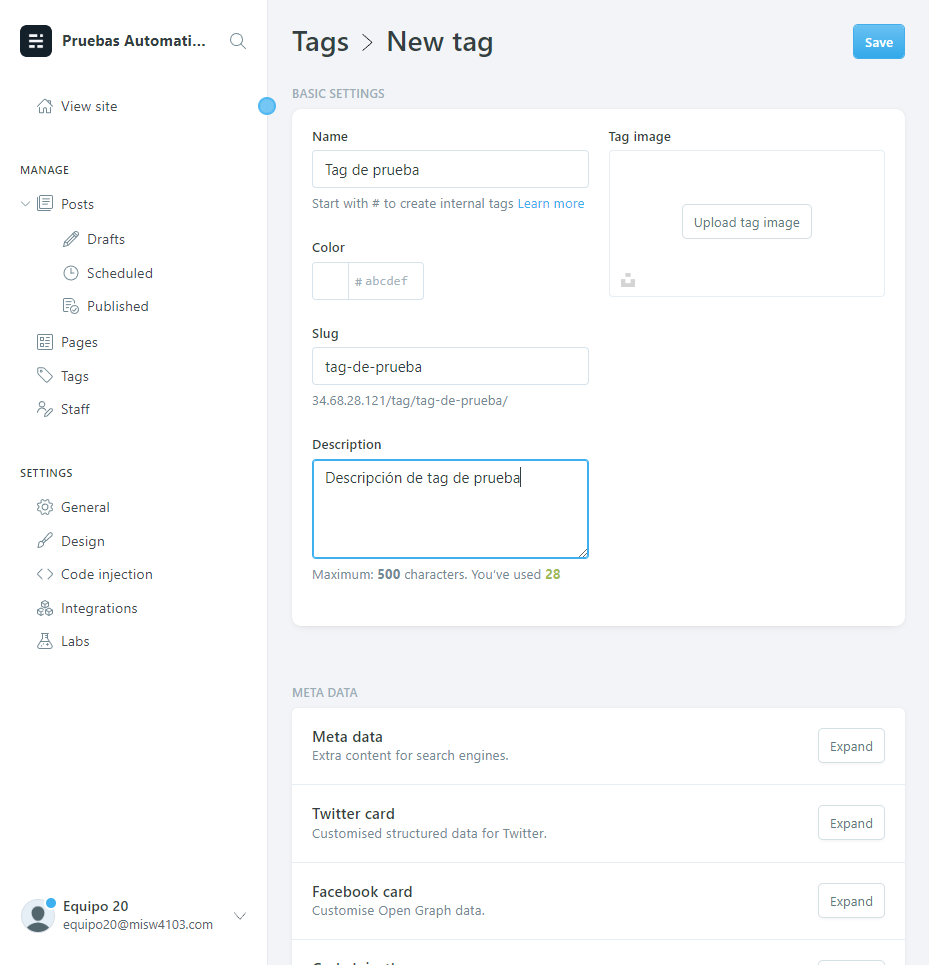 Pruebas Automati...
View site
MANAGE
Posts
Drafts
Scheduled
Published
Pages
Tags
Staff
SETTINGS
General
Design
Code injection
Integrations
Labs
Equipo 20
equipo20@misw4103.com
Tags > New tag
Save
BASIC SETTINGS
Name
Tag de prueba
Start with # to create internal tags Learn more
Color
# abcdef
Slug
tag-de-prueba
34.68.28.121/tag/tag-de-prueba/
Description
Descripción de tag de prueba
Maximum: 500 characters. You've used 28
Tag image
Upload tag image
META DATA
Meta data
Extra content for search engines.
Expand
Twitter card
Customised structured data for Twitter.
Expand
Facebook card
Customise Open Graph data.
Expand